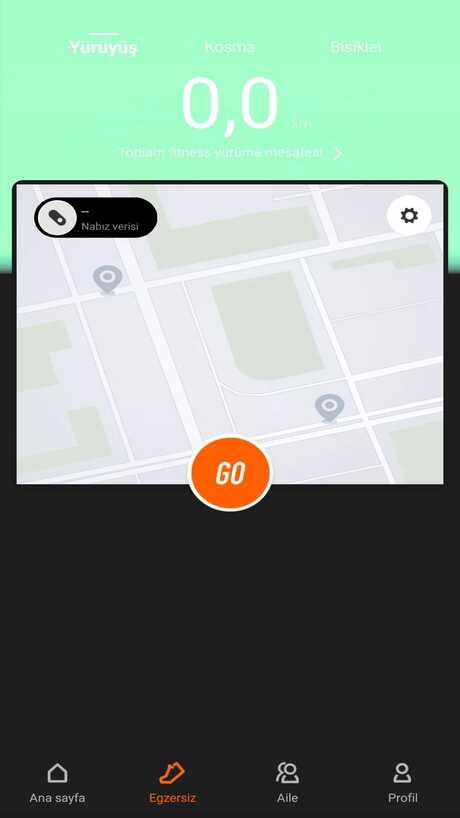 Yürüyüş Koşma Bisiklet
0,0 km
Toplam fitness yürüme mesafesi
--
Nabız verisi
GO
Ana sayfa Egzersiz Aile Profil